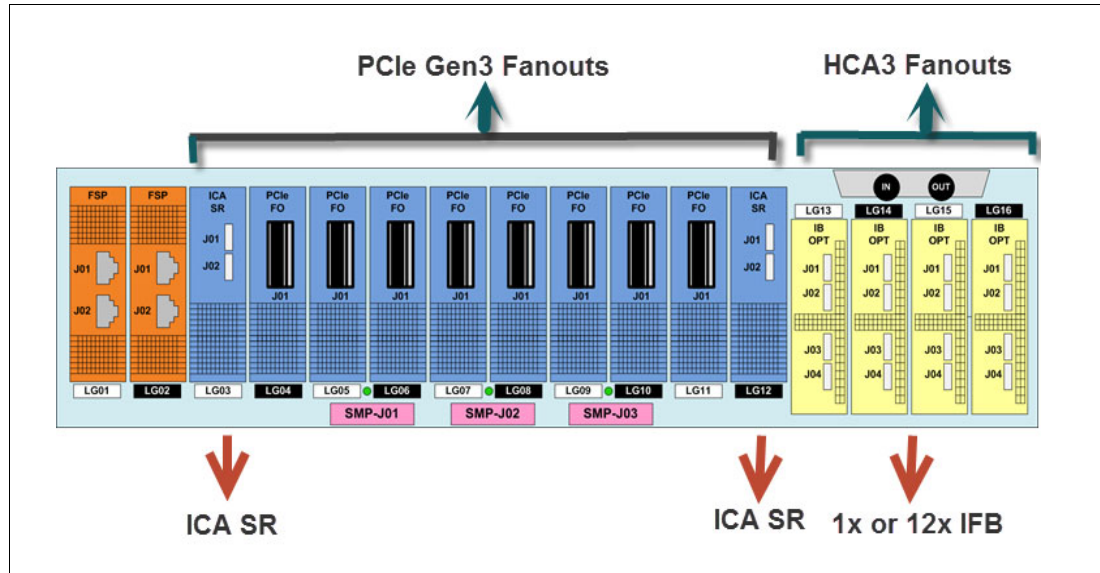 PCIe Gen3 Fanouts
HCA3 Fanouts
IN
OUT
FSP
FSP
ICA SR
PCIe FO
PCIe FO
PCIe FO
PCIe FO
PCIe FO
PCIe FO
PCIe FO
PCIe FO
ICA SR
LG13
LG14
LG15
LG16
IB OPT
IB OPT
IB OPT
IB OPT
J01
J01
J01
J01
J01
J01
J01
J01
J02
J02
J02
J02
J01
J01
J01
J01
J01
J01
J01
J01
J02
J02
J02
J02
J03
J03
J03
J03
J04
J04
J04
J04
LG01
LG02
LG03
LG04
LG05
LG06
LG07
LG08
LG09
LG10
LG11
LG12
SMP-J01
SMP-J02
SMP-J03
ICA SR
ICA SR
1x or 12x IFB